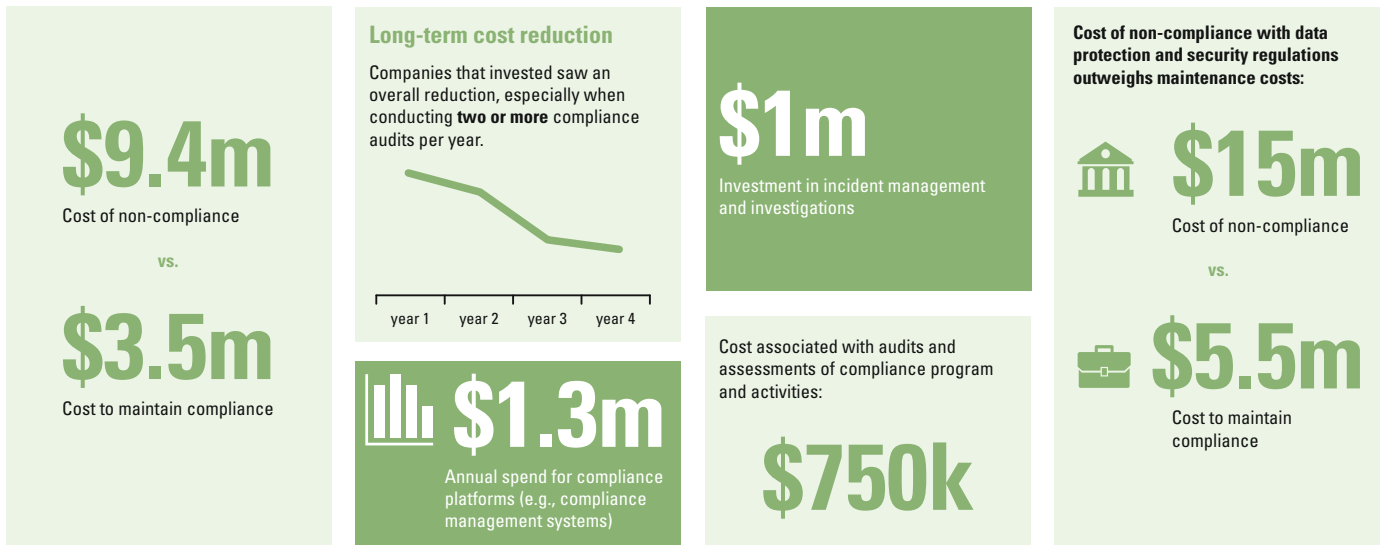 $9.4m
Cost of non-compliance
vs.
$3.5m
Cost to maintain compliance
Long-term cost reduction
Companies that invested saw an
overall reduction, especially when
conducting two or more compliance
audits per year.
year 1 year 2 year 3 year 4
$1.3m
Annual spend for compliance
platforms (e.g., compliance
management systems)
$1m
Investment in incident management
and investigations
Cost associated with audits and
assessments of compliance program
and activities:
$750k
Cost of non-compliance with data
protection and security regulations
outweighs maintenance costs:
$15m
Cost of non-compliance
vs.
$5.5m
Cost to maintain
compliance